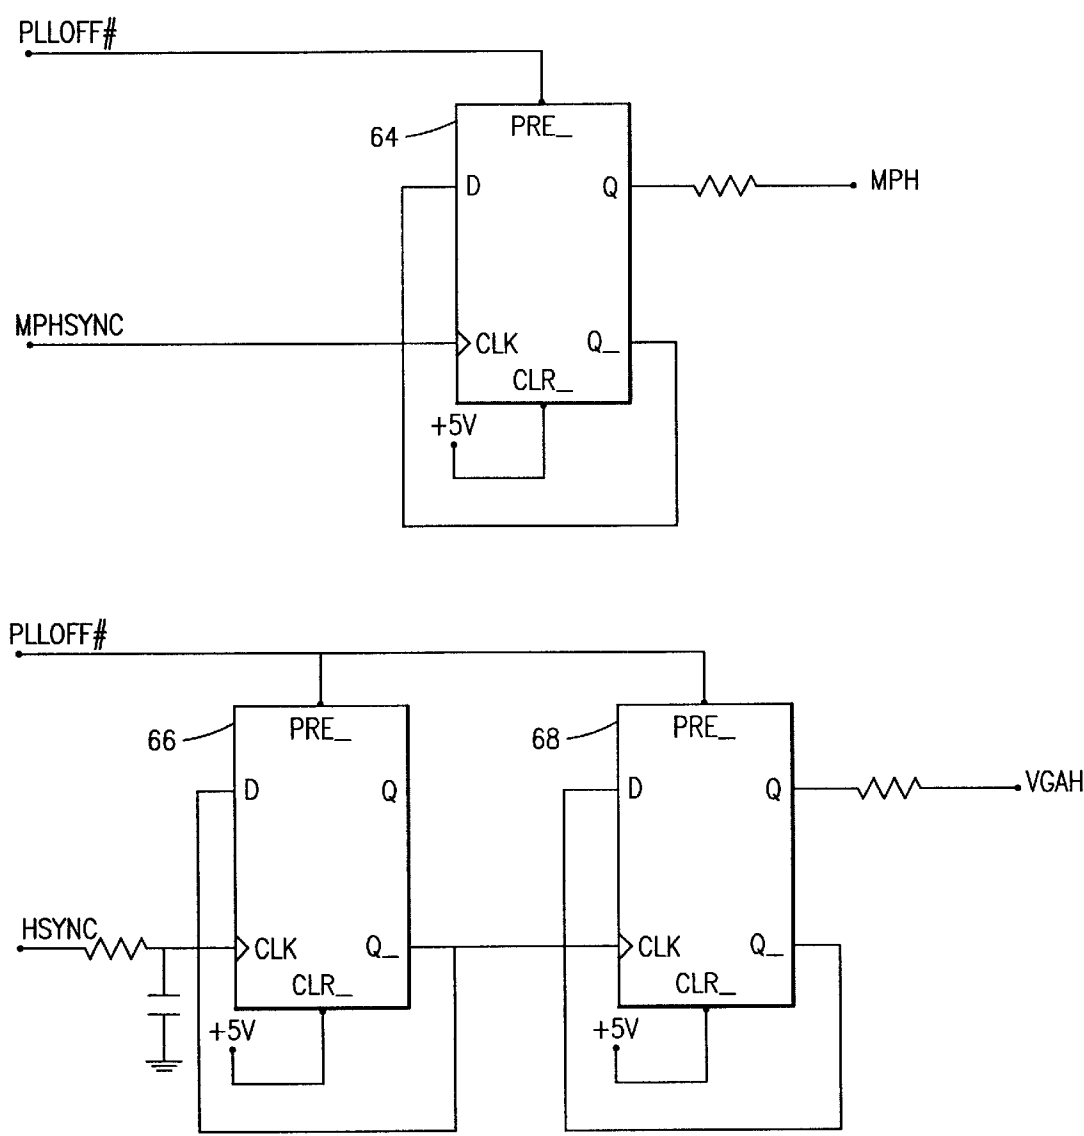 PLLOFF#
64
PRE_
D
Q
MPH
MPHSYNC
CLK
Q_
CLR_
+5V
PLLOFF#
66
PRE_
68
PRE_
D
Q
D
Q
VGAH
HSYNC
CLK
Q_
CLK
Q_
CLR_
CLR_
+5V
+5V